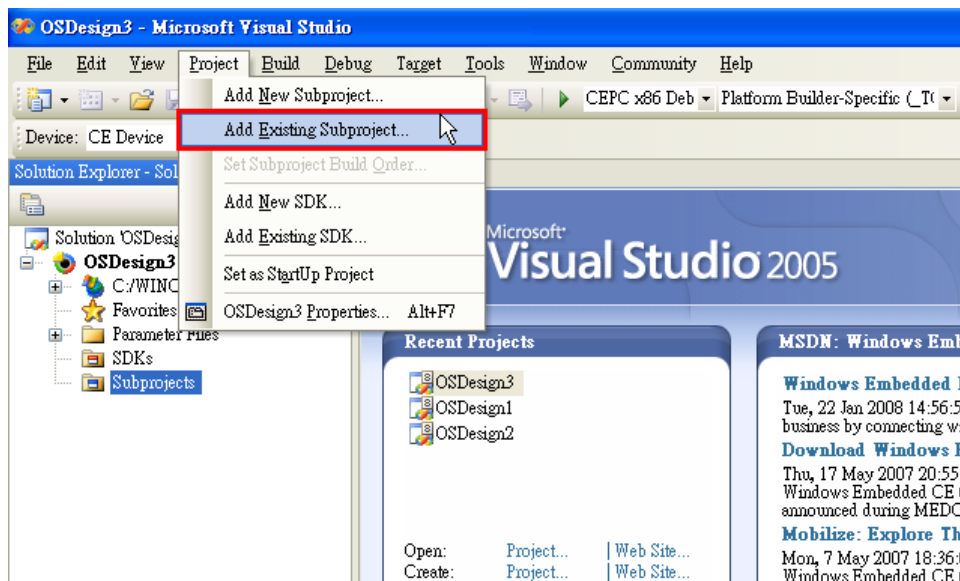 OSDesign3 - Microsoft Visual Studio
File Edit View Project Build Debug Target Tools Window Community Help
Add New Subproject...
CEPC x86 Deb
Platform Builder-Specific (_T
Device: CE Device
Add Existing Subproject...
Solution Explorer - Sol
Set Subproject Build Order...
Add New SDK...
Add Existing SDK...
Set as StartUp Project
OSDesign3 Properties... Alt+F7
Solution 'OSDesig
OSDesign3
C:/WINC
Favorites
Parameter Files
SDKs
Subprojects
Microsoft
Visual Studio 2005
Recent Projects
OSDesign3
OSDesign1
OSDesign2
Open: Project... | Web Site...
Create: Project... | Web Site...
MSDN: Windows Emb
Windows Embedded
Tue, 22 Jan 2008 14:56:5
business by connecting wi
Download Windows
Thu, 17 May 2007 20:55
Windows Embedded CE
announced during MEDC
Mobilize: Explore Th
Mon, 7 May 2007 18:36:
Windows Embedded CE